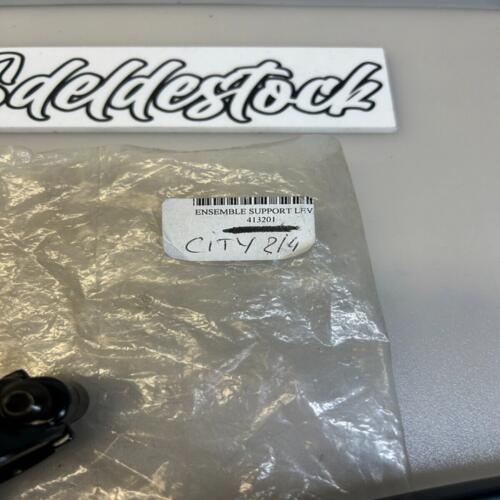 Sdeldestock
ENSEMBLE SUPPORT LEV
413201
CITY 2/4